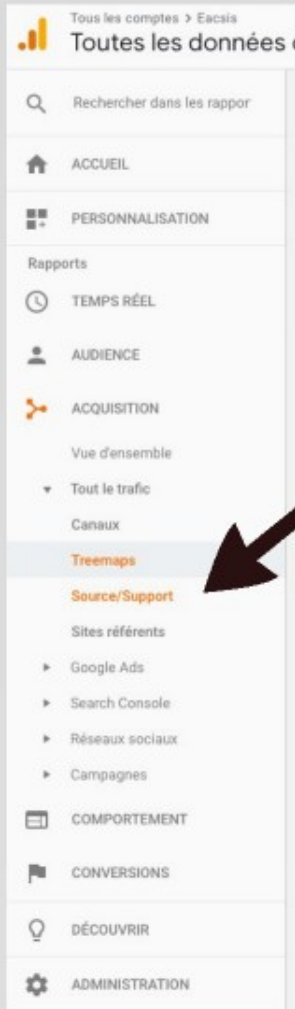 Tous les comptes > Eacsis
Toutes les données
Rechercher dans les rappor
ACCUEIL
PERSONNALISATION
Rapports
TEMPS RÉEL
AUDIENCE
ACQUISITION
Vue d'ensemble
Tout le trafic
Canaux
Treemaps
Source/Support
Sites référents
Google Ads
Search Console
Réseaux sociaux
Campagnes
COMPORTEMENT
CONVERSIONS
DÉCOUVRIR
ADMINISTRATION